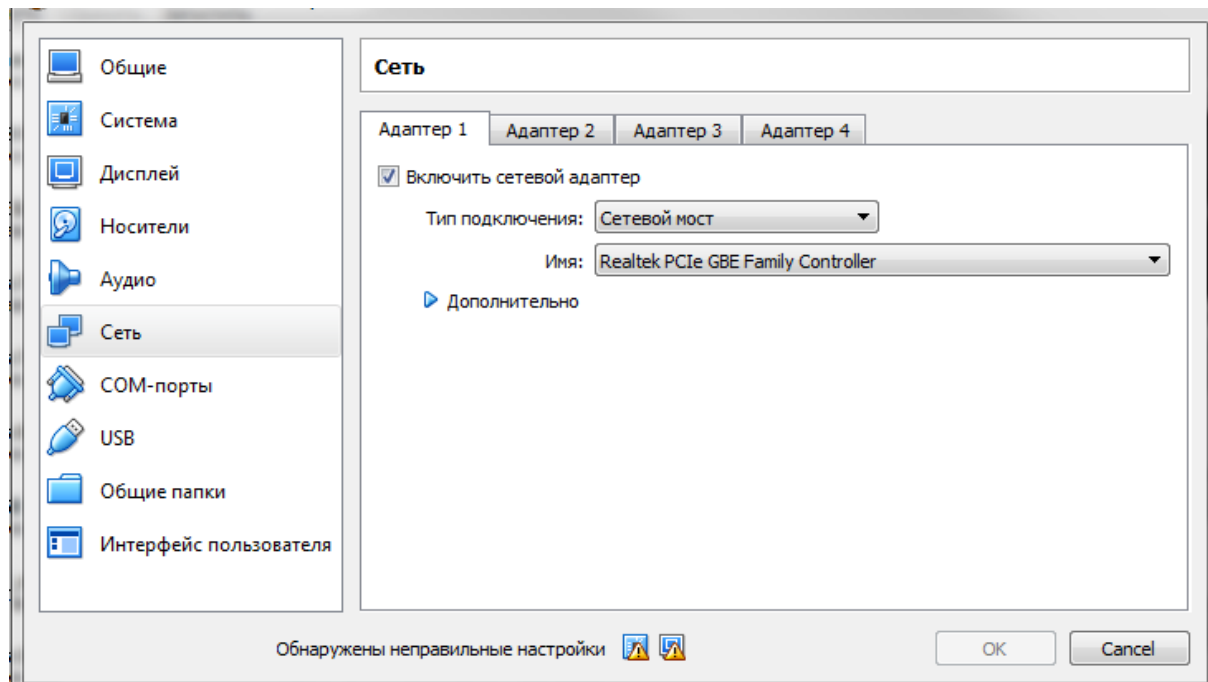 Общие
Система
Дисплей
Носители
Аудио
Сеть
COM-порты
USB
Общие папки
Интерфейс пользователя
Сеть
Адаптер 1 Адаптер 2 Адаптер 3 Адаптер 4
Включить сетевой адаптер
Тип подключения: Сетевой мост
Имя: Realtek PCIe GBE Family Controller
Дополнительно
Обнаружены неправильные настройки
OK Cancel